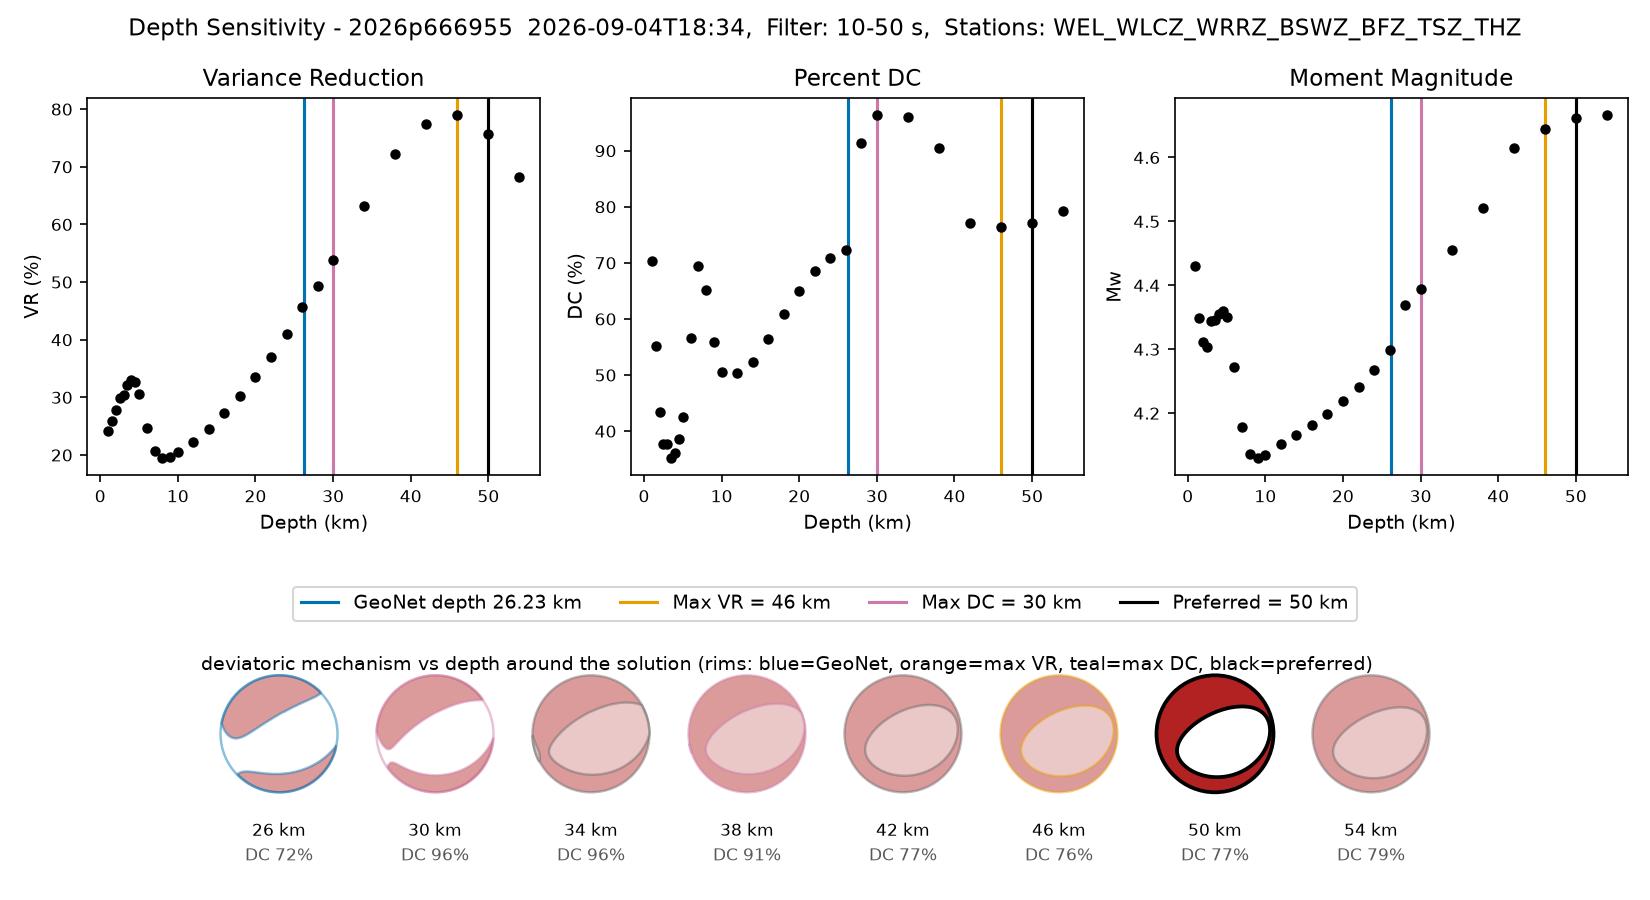 Depth Sensitivity - 2026p666955  2026-09-04T18:34,  Filter: 10-50 s,  Stations: WEL_WLCZ_WRRZ_BSWZ_BFZ_TSZ_THZ
Variance Reduction
VR (%)
80
70
60
50
40
30
20
0 10 20 30 40 50
Depth (km)
Percent DC
DC (%)
90
80
70
60
50
40
0 10 20 30 40 50
Depth (km)
Moment Magnitude
Mw
4.6
4.5
4.4
4.3
4.2
0 10 20 30 40 50
Depth (km)
GeoNet depth 26.23 km  Max VR = 46 km  Max DC = 30 km  Preferred = 50 km
deviatoric mechanism vs depth around the solution (rims: blue=GeoNet, orange=max VR, teal=max DC, black=preferred)
26 km 30 km 34 km 38 km 42 km 46 km 50 km 54 km
DC 72% DC 96% DC 96% DC 91% DC 77% DC 76% DC 77% DC 79%